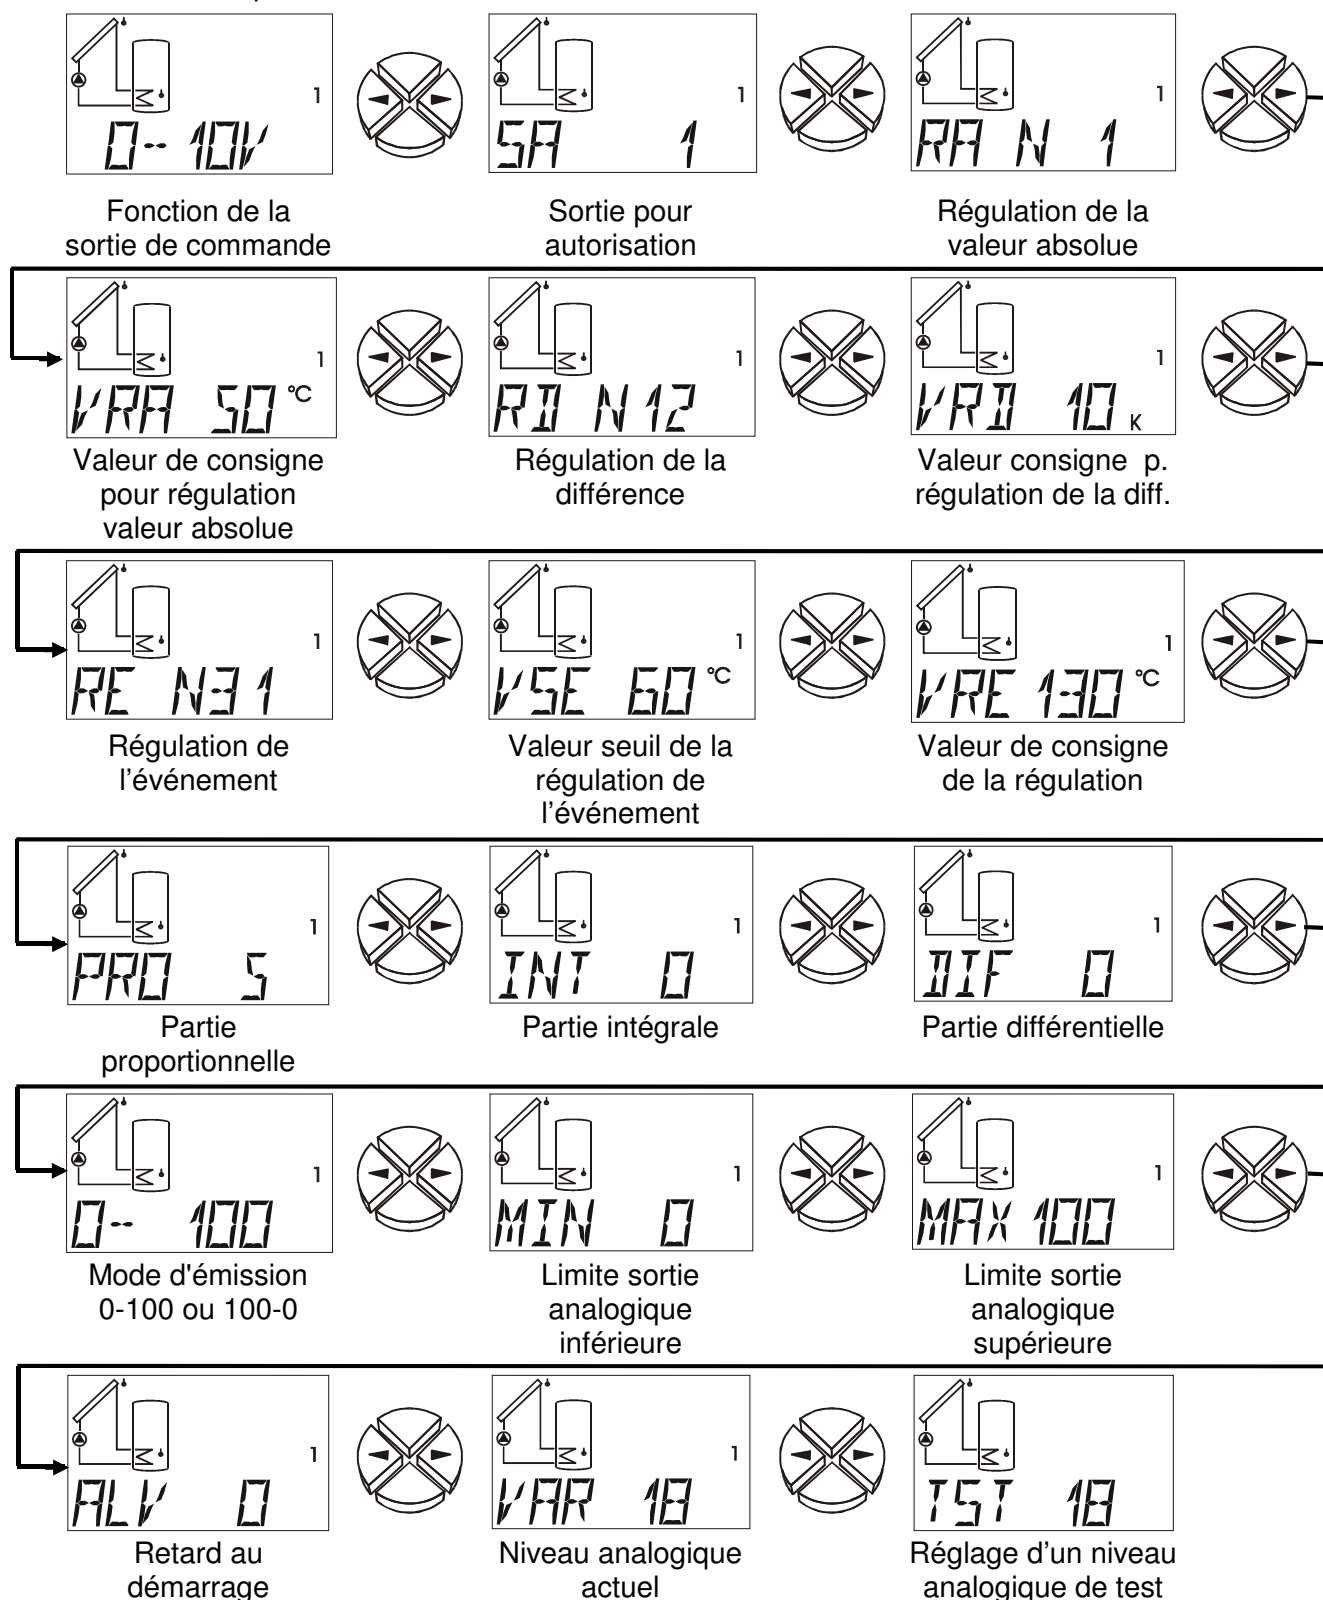 1 1 1
0-- 10V SA 1 RA N 1
Fonction de la
sortie de commande
Sortie pour
autorisation
Régulation de la
valeur absolue
1 1 1
VRA 50 °C RD N12 VRD 10 K
Valeur de consigne
pour régulation
valeur absolue
Régulation de la
différence
Valeur consigne p.
régulation de la diff.
1 1 1
RE N31 VSE 60 °C VRE 130 °C
Régulation de
l'événement
Valeur seuil de la
régulation de
l'événement
Valeur de consigne
de la régulation
1 1 1
PRO 5 INT 0 DIF 0
Partie
proportionnelle
Partie intégrale
Partie différentielle
1 1 1
0-- 100 MIN 0 MAX 100
Mode d'émission
0-100 ou 100-0
Limite sortie
analogique
inférieure
Limite sortie
analogique
supérieure
1 1
ALV 0 VAR 18 TST 18
Retard au
démarrage
Niveau analogique
actuel
Réglage d'un niveau
analogique de test